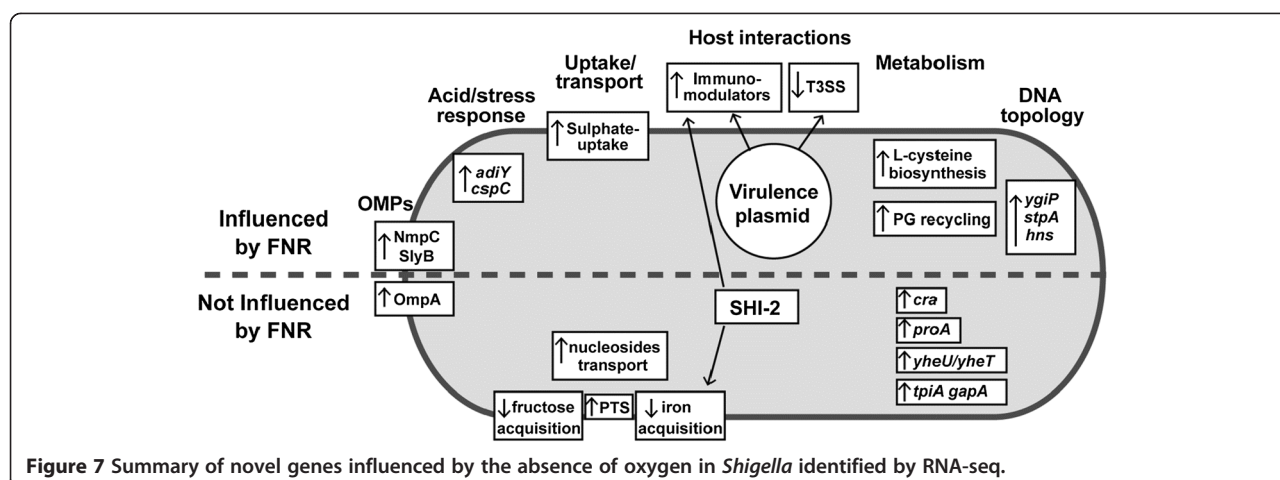 Host interactions
Uptake/
transport
Metabolism
Acid/stress
response
DNA
topology
↑ Immuno-
modulators
↓ T3SS
↑ Sulphate-
uptake
↑ L-cysteine
biosynthesis
↑ adiY
cspC
Virulence
plasmid
↑ ygiP
stpA
hns
OMPs
↑ PG recycling
Influenced
by FNR
↑ NmpC
SlyB
Not Influenced
by FNR
↑ OmpA
SHI-2
↑ cra
↑ proA
↑ nucleosides
transport
↑ yheU/yheT
↑ tpiA gapA
↓ fructose
acquisition
↑ PTS
↓ iron
acquisition
Figure 7 Summary of novel genes influenced by the absence of oxygen in Shigella identified by RNA-seq.